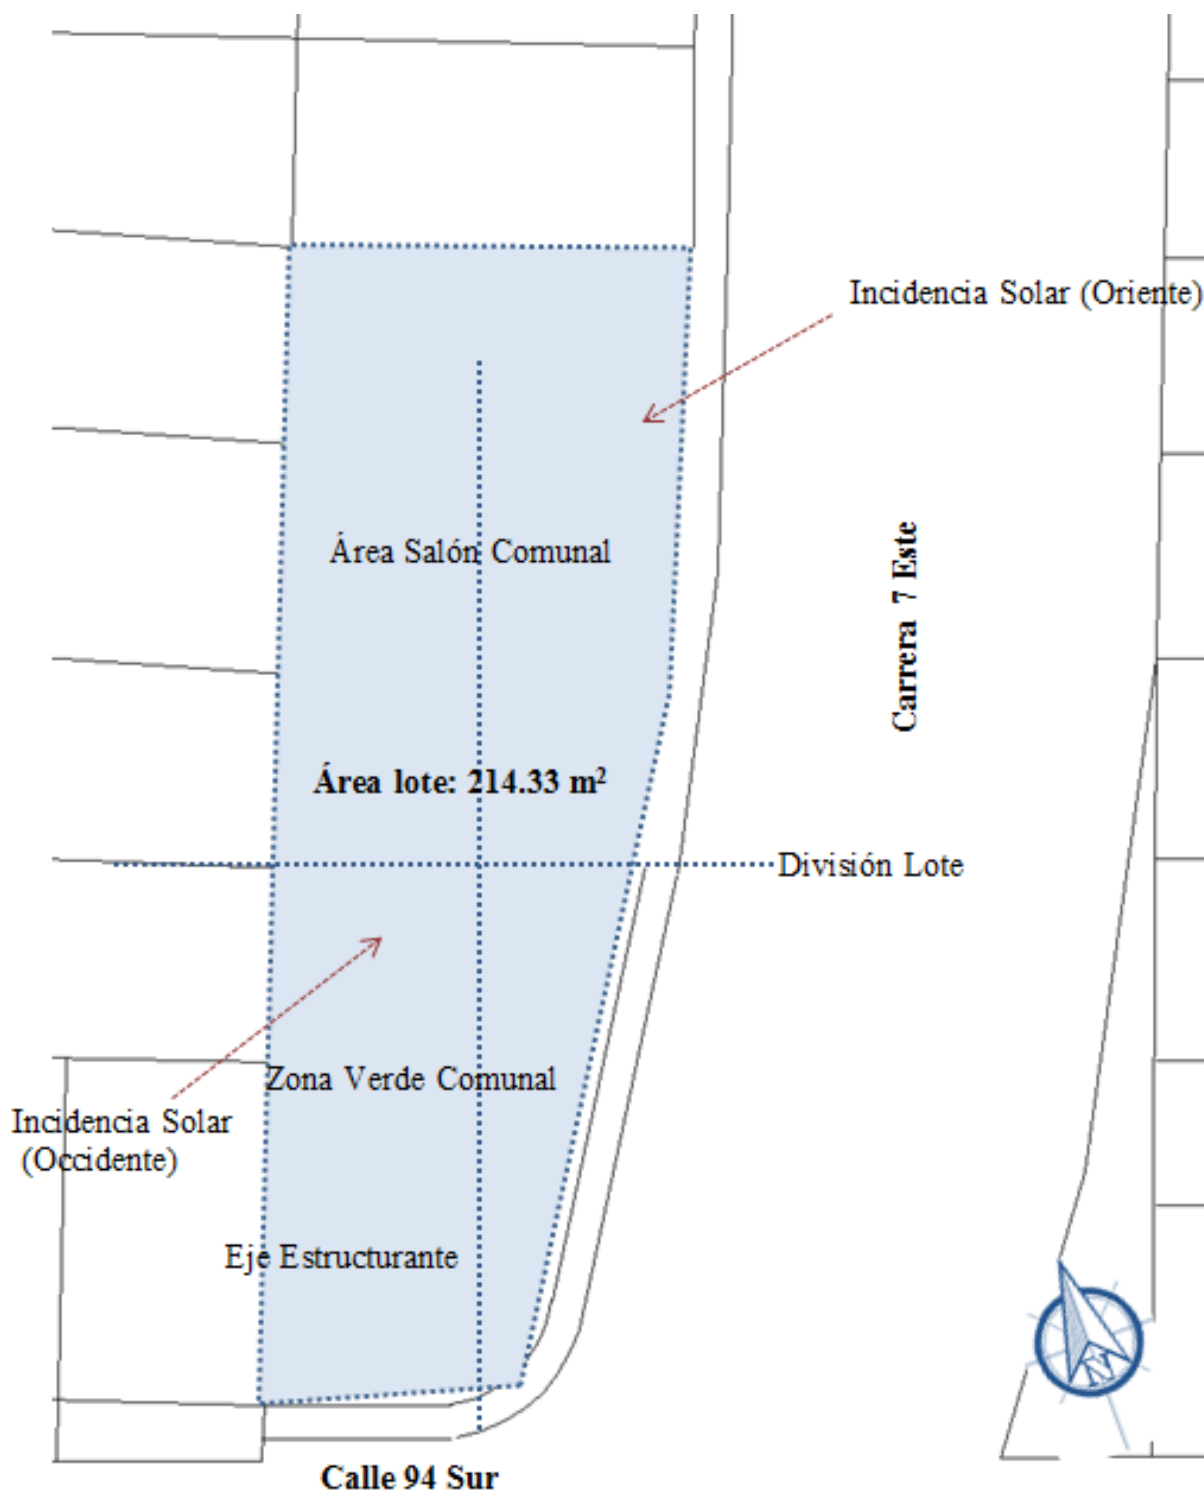 Incidencia Solar (Oriente)
Área Salón Comunal
Carrera 7 Este
Área lote: 214.33 m²
División Lote
Zona Verde Comunal
Incidencia Solar
(Occidente)
Eje Estructurante
N
Calle 94 Sur